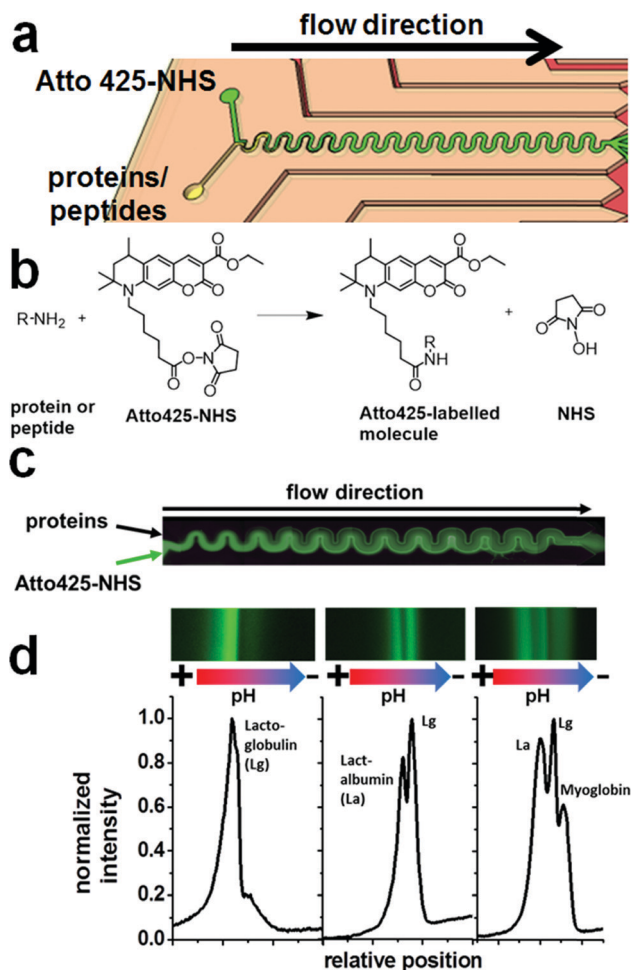 a
flow direction
Atto 425-NHS
proteins/
peptides
b
R-NH2 +
N
O
O
O
O
O
N
O
O
O
N
O
O
O
O
R
NH
O
+
O
N
O
OH
protein or
peptide
Atto425-NHS
Atto425-labelled
molecule
NHS
c
flow direction
proteins
Atto425-NHS
d
+ - + - + -
pH pH pH
Lacto-
globulin
(Lg)
Lact-
albumin
(La)
Lg
La
Lg
Myoglobin
1.0
0.8
0.6
0.4
0.2
0.0
normalized
intensity
relative position